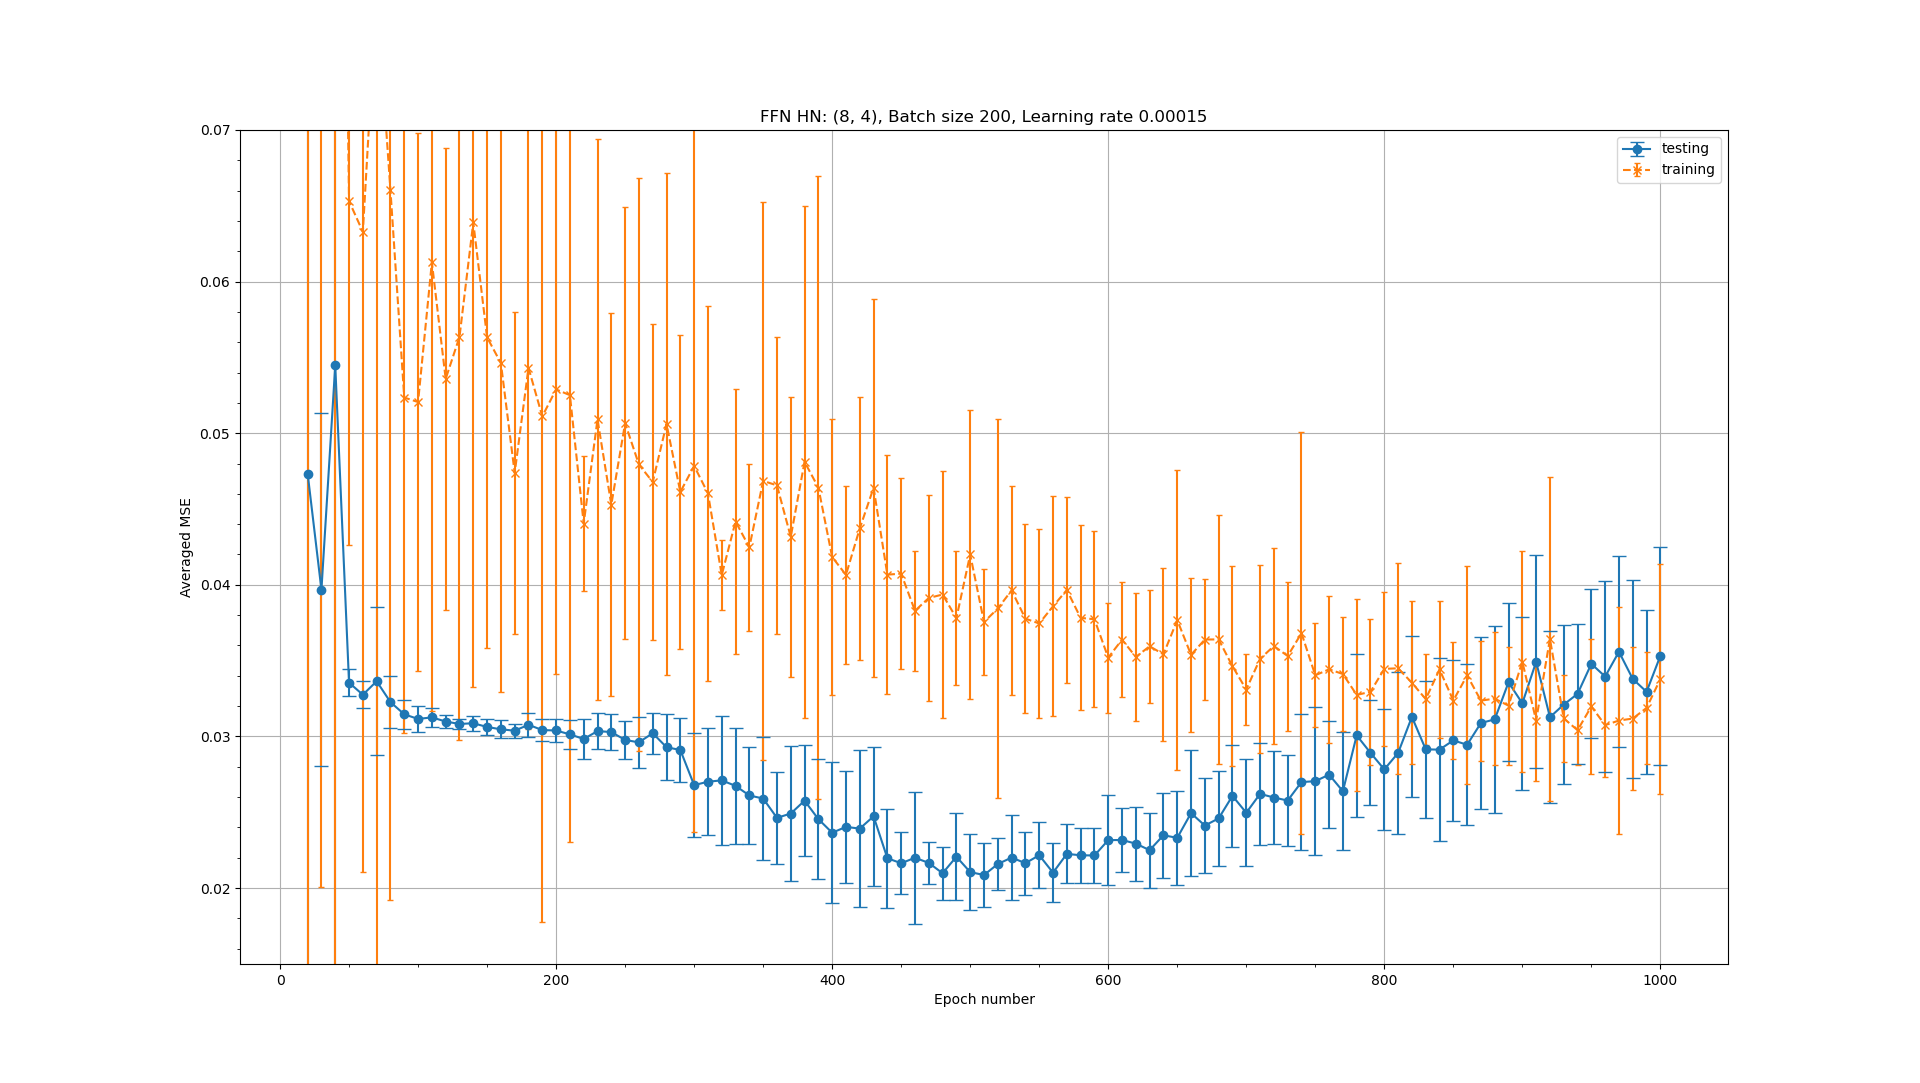 FFN HN: (8, 4), Batch size 200, Learning rate 0.00015
testing
training
0.07
0.06
0.05
0.04
0.03
0.02
Averaged MSE
0
200
400
600
800
1000
Epoch number